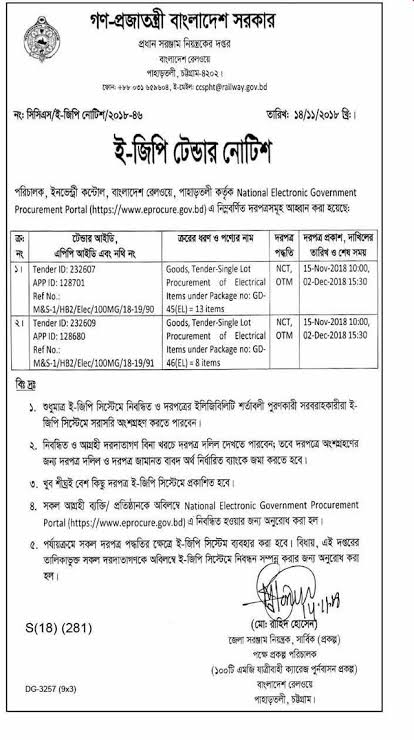 গণ-প্রজাতন্ত্রী বাংলাদেশ সরকার
প্রধান সরঞ্জাম নিয়ন্ত্রকের দপ্তর
বাংলাদেশ রেলওয়ে
পাহাড়তলী, চট্টগ্রাম-৪২০২।
ফোন: +৮৮ ০৩১ ৬৫৯৬০৪, ই-মেইল: ccspht@railway.gov.bd
নং: সিসিএস/ই-জিপি নোটিশ/২০১৮-৪৬ তারিখ: ১৪/১১/২০১৮ খ্রি:।
ই-জিপি টেন্ডার নোটিশ
পরিচালক, ইনভেন্ট্রী কন্টোল, বাংলাদেশ রেলওয়ে, পাহাড়তলী কর্তৃক National Electronic Government
Procurement Portal (https://www.eprocure.gov.bd) এ নিম্নবর্ণিত দরপত্রসমূহ আহ্বান করা হয়েছে:
ক্র: নং টেন্ডার আইডি, এপিপি আইডি এবং নথি নং ক্রয়ের ধরণ ও পণ্যের নাম দরপত্র পদ্ধতি দরপত্র প্রকাশ, দাখিলের তারিখ ও শেষ সময়
১। Tender ID: 232607 Goods, Tender-Single Lot NCT, 15-Nov-2018 10:00,
APP ID: 128701 Procurement of Electrical OTM 02-Dec-2018 15:30
Ref No.: Items under Package no: GD-
M&S-1/HB2/Elec/100MG/18-19/90 45(EL) = 13 items
২। Tender ID: 232609 Goods, Tender-Single Lot NCT, 15-Nov-2018 10:00,
APP ID: 128680 Procurement of Electrical OTM 02-Dec-2018 15:30
Ref No.: Items under Package no: GD-
M&S-1/HB2/Elec/100MG/18-19/91 46(EL) = 8 items
বি: দ্র:
১. শুধুমাত্র ই-জিপি সিস্টেমে নিবন্ধিত ও দরপত্রের ইলিজিবিলিটি শর্তাবলী পুরণকারী সরবরাহকারীরা ই-
জিপি সিস্টেমে সরাসরি অংশগ্রহণ করতে পারবেন।
২. নিবন্ধিত ও আগ্রহী দরদাতাগণ বিনা খরচে দরপত্র দলিল দেখতে পারবেন; তবে দরপত্রে অংশগ্রহণের
জন্য দরপত্র দলিল ও দরপত্র জামানত বাবদ অর্থ নির্ধারিত ব্যাংকে জমা করতে হবে।
৩. খুব শীঘ্রই বেশ কিছু দরপত্র ই-জিপি সিস্টেমে প্রকাশিত হবে।
৪. সকল আগ্রহী ব্যক্তি/ প্রতিষ্ঠানকে অবিলম্বে National Electronic Government Procurement
Portal (https://www.eprocure.gov.bd) এ নিবন্ধিত হওয়ার জন্য অনুরোধ করা হল।
৫. পর্যায়ক্রমে সকল দরপত্র পদ্ধতির ক্ষেত্রে ই-জিপি সিস্টেম ব্যবহার করা হবে। বিধায়, এই দপ্তরের
তালিকাভুক্ত সকল দরদাতাগণকে অবিলম্বে ই-জিপি সিস্টেমে নিবন্ধন সম্পন্ন করার জন্য অনুরোধ করা
হল।
(মো: রাহিদ হোসেন)
S(18) (281)
জেলা সরঞ্জাম নিয়ন্ত্রক, সার্বিক (প্রকল্প)
পক্ষে প্রকল্প পরিচালক
(১০০টি এমজি যাত্রীবাহী ক্যারেজ পুর্নবাসন প্রকল্প)
বাংলাদেশ রেলওয়ে
পাহাড়তলী, চট্টগ্রাম।
DG-3257 (9x3)